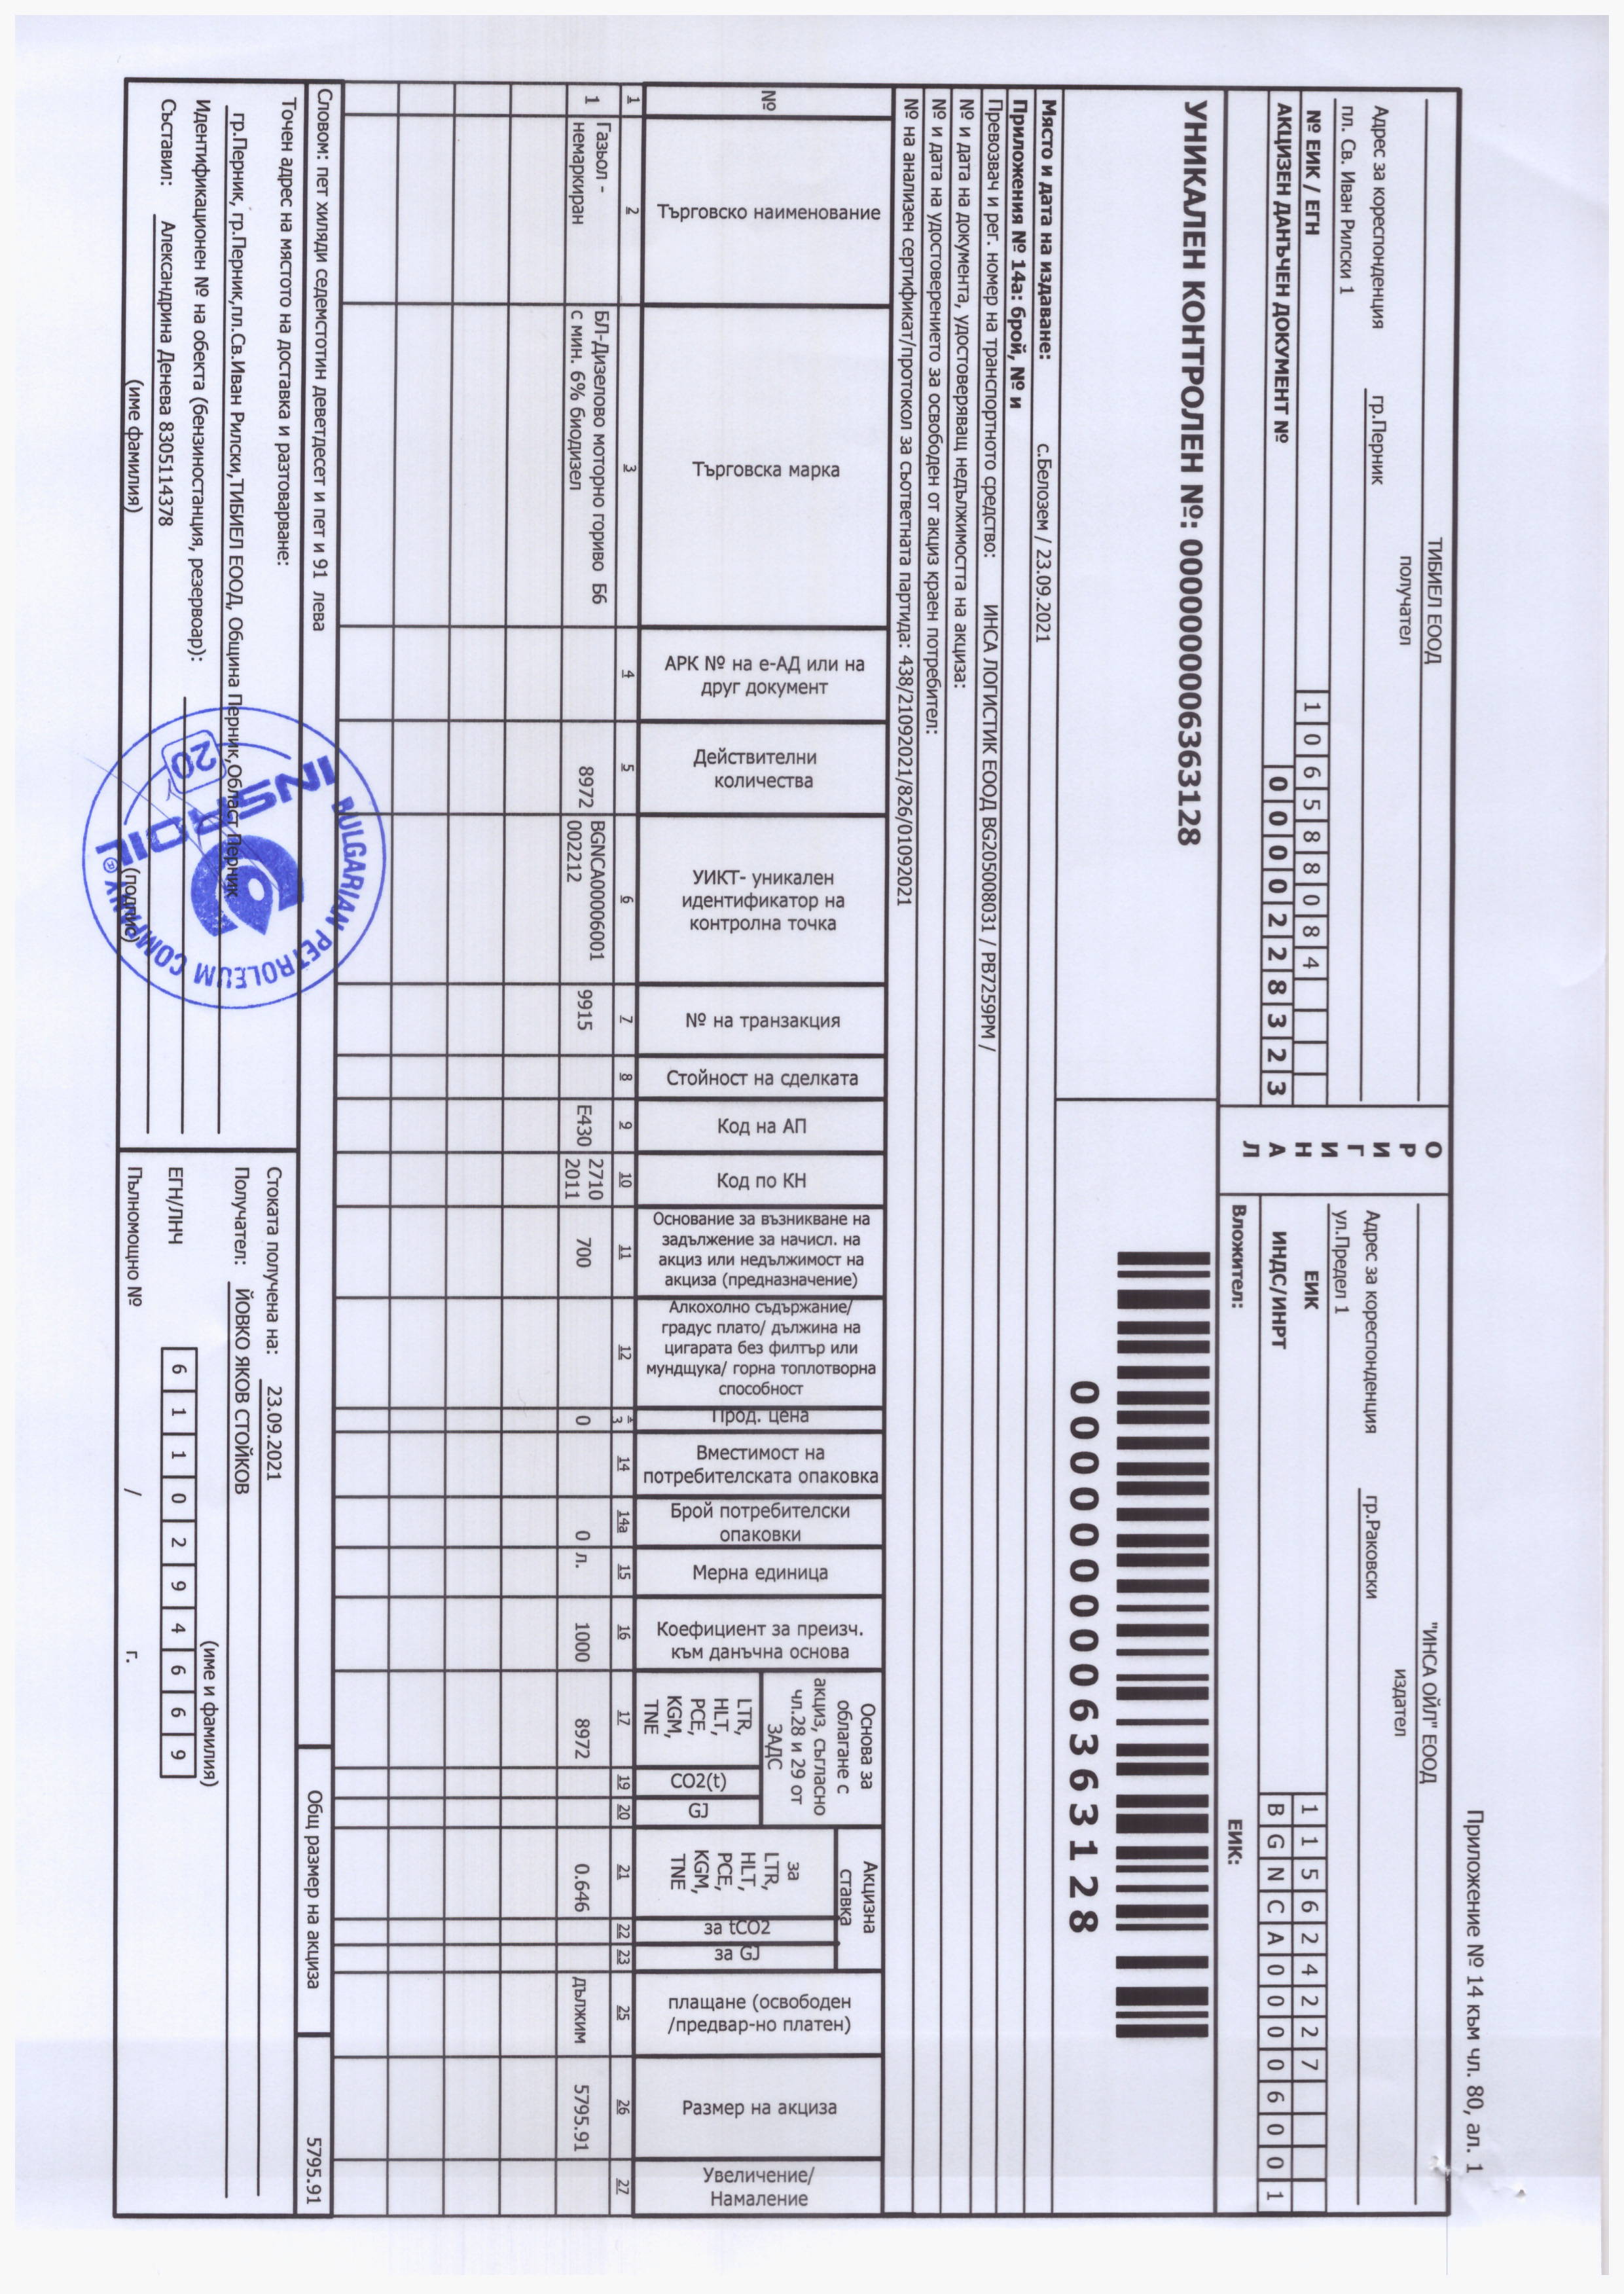 Приложение № 14 към чл. 80, ал. 1
ТИБИЕЛ ЕООД
получател
Адрес за кореспонденция гр.Перник
пл. Св. Иван Рилски 1
№ ЕИК / ЕГН 1 0 6 5 8 8 0 8 4
АКЦИЗЕН ДАНЪЧЕН ДОКУМЕНТ № 0 0 0 0 2 2 8 3 2 3
О Р И Г И Н А Л
"ИНСА ОЙЛ" ЕООД
издател
Адрес за кореспонденция гр.Раковски
ул.Предел 1
ЕИК 1 1 5 6 2 4 2 2 7
ИНДС/ИНРТ B G N C A 0 0 0 0 6 0 0 1
Вложител: ЕИК:
УНИКАЛЕН КОНТРОЛЕН №: 0000000006363128
0000000006363128
Място и дата на издаване: с.Белозем / 23.09.2021
Приложения № 14а: брой, № и
Превозвач и рег. номер на транспортното средство: ИНСА ЛОГИСТИК ЕООД BG205008031 / PB7259PM /
№ и дата на документа, удостоверяващ недължимостта на акциза:
№ и дата на удостоверението за освободен от акциз краен потребител:
№ на анализен сертификат/протокол за съответната партида: 438/21092021/826/01092021
№
Търговско наименование
Търговска марка
АРК № на е-АД или на
друг документ
Действителни
количества
УИКТ- уникален
идентификатор на
контролна точка
№ на транзакция
Стойност на сделката
Код на АП
Код по КН
Основание за възникване на
задължение за начисл. на
акциз или недължимост на
акциза (предназначение)
Алкохолно съдържание/
градус плато/ дължина на
цигарата без филтър или
мундщука/ горна топлотворна
способност
Прод. цена
Вместимост на
потребителската опаковка
Брой потребителски
опаковки
Мерна единица
Коефициент за преизч.
към данъчна основа
Основа за
облагане с
акциз, съгласно
чл.28 и 29 от
ЗАДС
LTR,
HLT,
PCE,
KGM,
TNE
CO2(t)
GJ
Акцизна
ставка
за
LTR,
HLT,
PCE,
KGM,
TNE
за tCO2
за GJ
плащане (освободен
/предвар-но платен)
Размер на акциза
Увеличение/
Намаление
1 2 3 4 5 6 7 8 9 10 11 12 13 14 14а 15 16 17 19 20 21 22 23 25 26 27
1 Газьол - БЛ-Дизелово моторно гориво Б6 8972 BGNCA00006001 9915 E430 2710 700 0 0 л. 1000 8972 0.646 дължим 5795.91
немаркиран с мин. 6% биодизел 002212 2011
Словом: пет хиляди седемстотин деветдесет и пет и 91 лева Общ размер на акциза 5795.91
Точен адрес на мястото на доставка и разтоварване:
гр.Перник, гр.Перник,пл.Св.Иван Рилски,ТИБИЕЛ ЕООД, Община Перник,Област Перник
Идентификационен № на обекта (бензиностанция, резервоар):
Съставил: Александрина Денева 8305114378
(име фамилия) (подпис)
Стоката получена на: 23.09.2021
Получател: ЙОВКО ЯКОВ СТОЙКОВ
(име и фамилия)
ЕГН/ЛНЧ 6 1 1 0 2 9 4 6 6 9
Пълномощно № / г.
BULGARIAN PETROLEUM COMPANY
INSA OIL ®
20